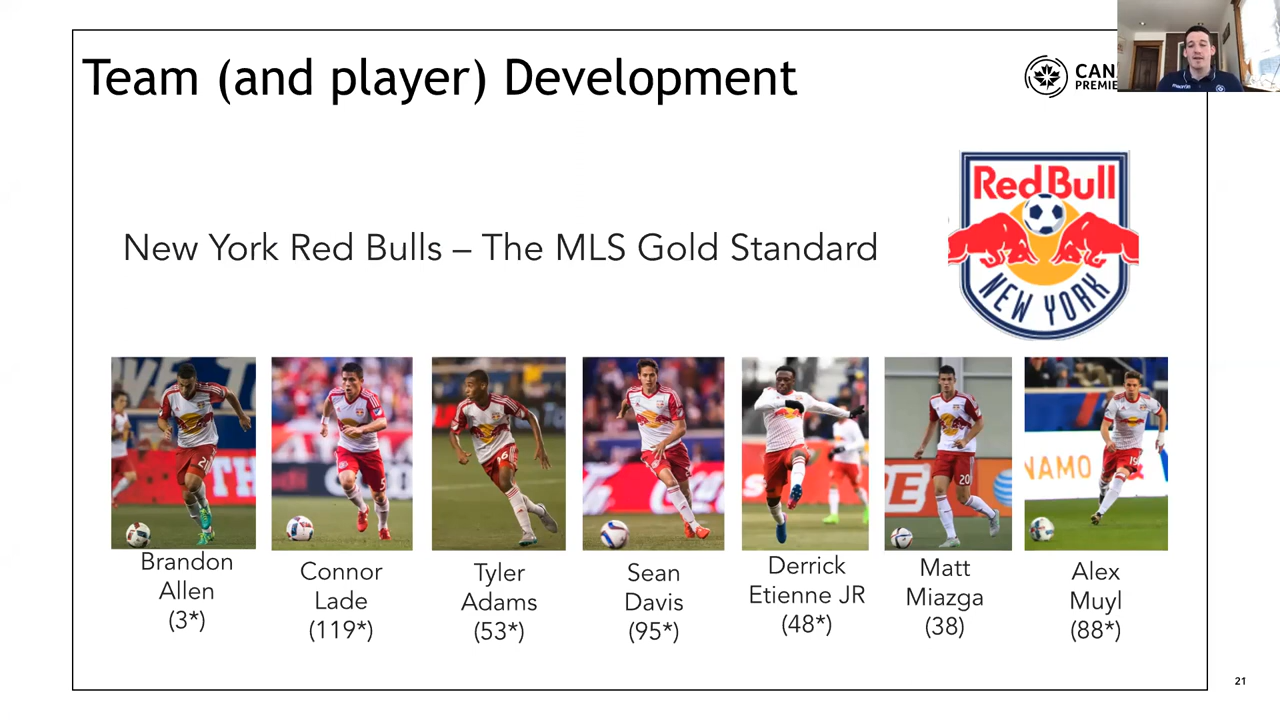 Team (and player) Development
CAN
PREMIE
Red Bull
NEW YORK
New York Red Bulls – The MLS Gold Standard
Brandon
Allen
(3*)
Connor
Lade
(119*)
Tyler
Adams
(53*)
Sean
Davis
(95*)
Derrick
Etienne JR
(48*)
Matt
Miazga
(38)
Alex
Muyl
(88*)
21